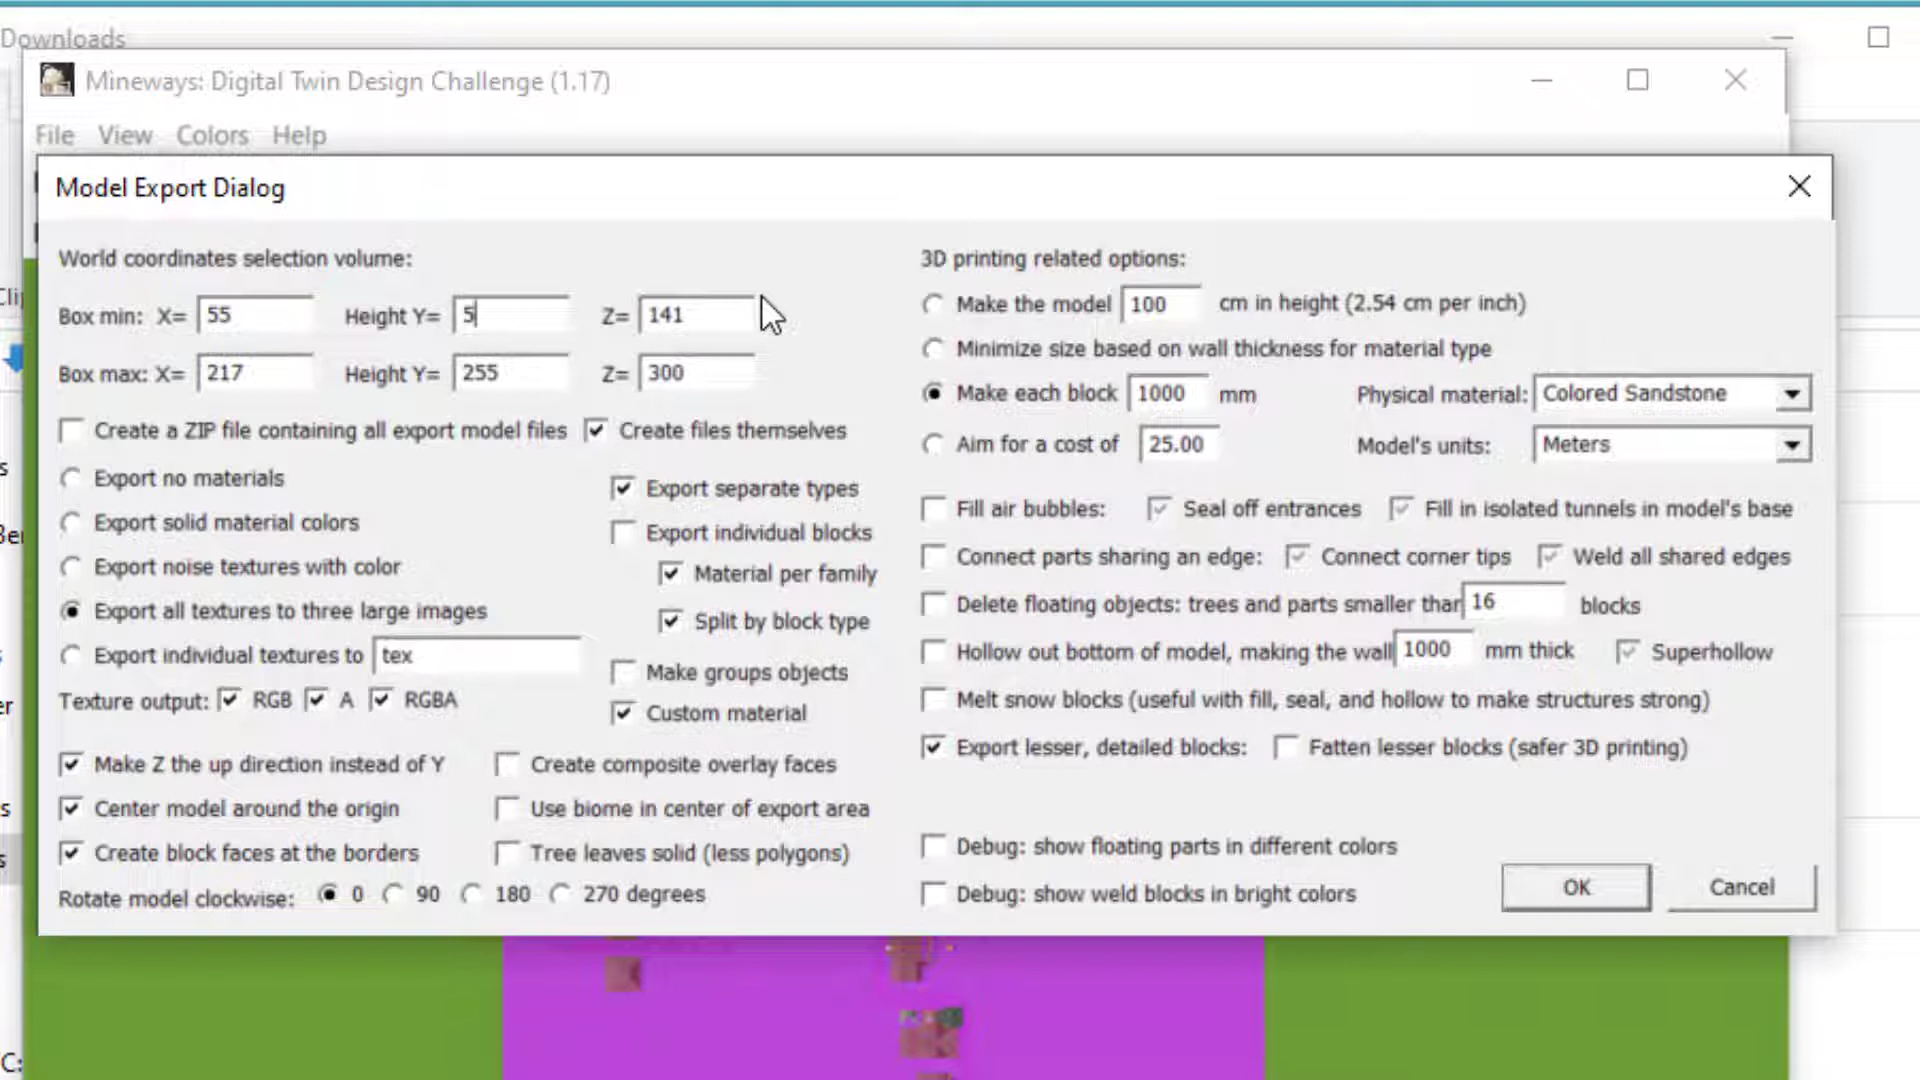 Downloads
Mineways: Digital Twin Design Challenge (1.17)
File View Colors Help
Model Export Dialog
World coordinates selection volume:
Box min: X= 55 Height Y= 5 Z= 141
Box max: X= 217 Height Y= 255 Z= 300
Create a ZIP file containing all export model files Create files themselves
Export no materials
Export separate types
Export solid material colors
Export individual blocks
Export noise textures with color
Material per family
Export all textures to three large images
Split by block type
Export individual textures to tex
Make groups objects
Texture output: RGB A RGBA
Custom material
Make Z the up direction instead of Y Create composite overlay faces
Center model around the origin Use biome in center of export area
Create block faces at the borders Tree leaves solid (less polygons)
Rotate model clockwise: 0 90 180 270 degrees
3D printing related options:
Make the model 100 cm in height (2.54 cm per inch)
Minimize size based on wall thickness for material type
Make each block 1000 mm Physical material: Colored Sandstone
Aim for a cost of 25.00 Model's units: Meters
Fill air bubbles: Seal off entrances Fill in isolated tunnels in model's base
Connect parts sharing an edge: Connect corner tips Weld all shared edges
Delete floating objects: trees and parts smaller than 16 blocks
Hollow out bottom of model, making the wall 1000 mm thick Superhollow
Melt snow blocks (useful with fill, seal, and hollow to make structures strong)
Export lesser, detailed blocks: Fatten lesser blocks (safer 3D printing)
Debug: show floating parts in different colors
Debug: show weld blocks in bright colors
OK Cancel
C: